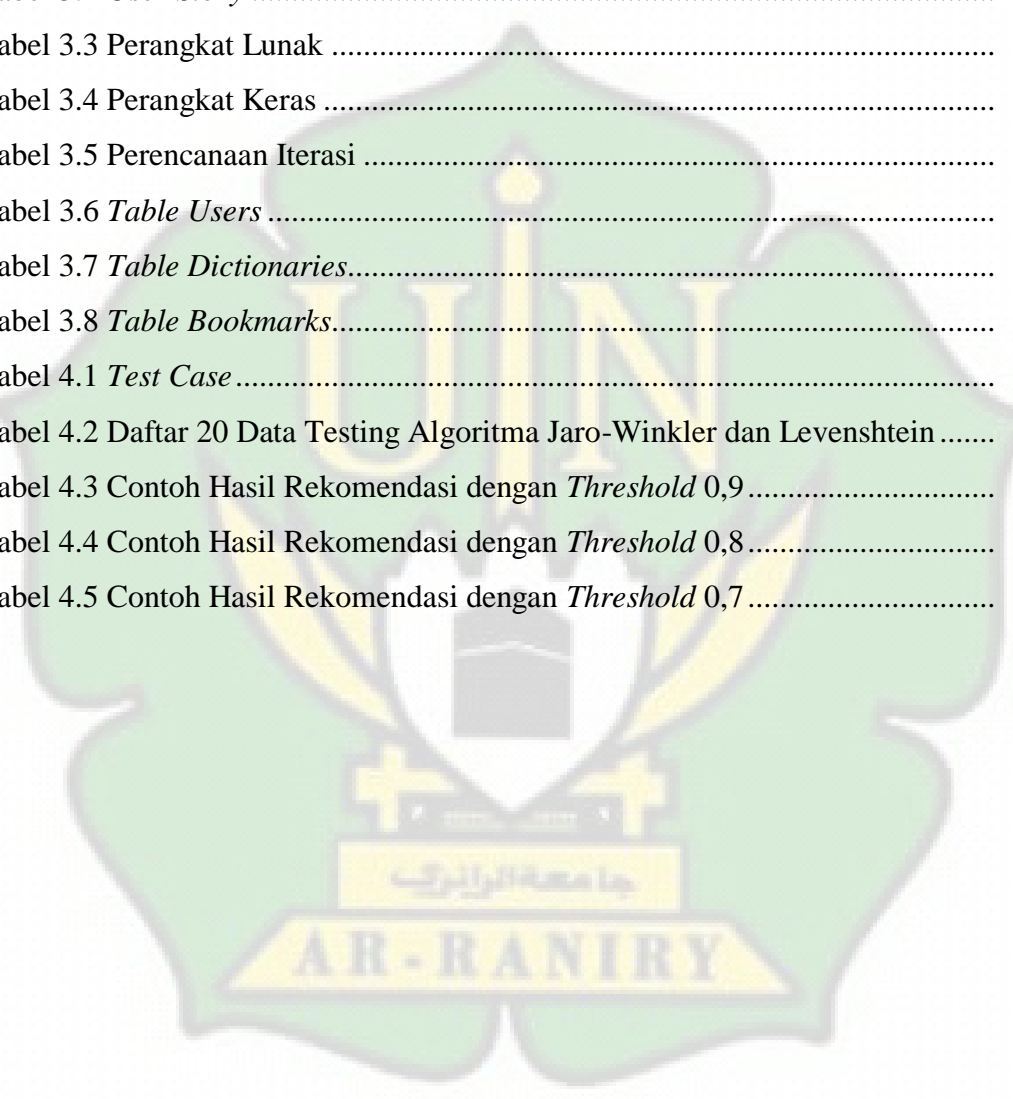 abel 3.3 Perangkat Lunak ................................................................................
abel 3.4 Perangkat Keras ................................................................................
abel 3.5 Perencanaan Iterasi ................................................................................
abel 3.6 Table Users ................................................................................
abel 3.7 Table Dictionaries................................................................................
abel 3.8 Table Bookmarks................................................................................
abel 4.1 Test Case................................................................................
abel 4.2 Daftar 20 Data Testing Algoritma Jaro-Winkler dan Levenshtein .......
abel 4.3 Contoh Hasil Rekomendasi dengan Threshold 0,9..............................
abel 4.4 Contoh Hasil Rekomendasi dengan Threshold 0,8..............................
abel 4.5 Contoh Hasil Rekomendasi dengan Threshold 0,7..............................
UIN
جامعة الرانري
AR-RANIRY